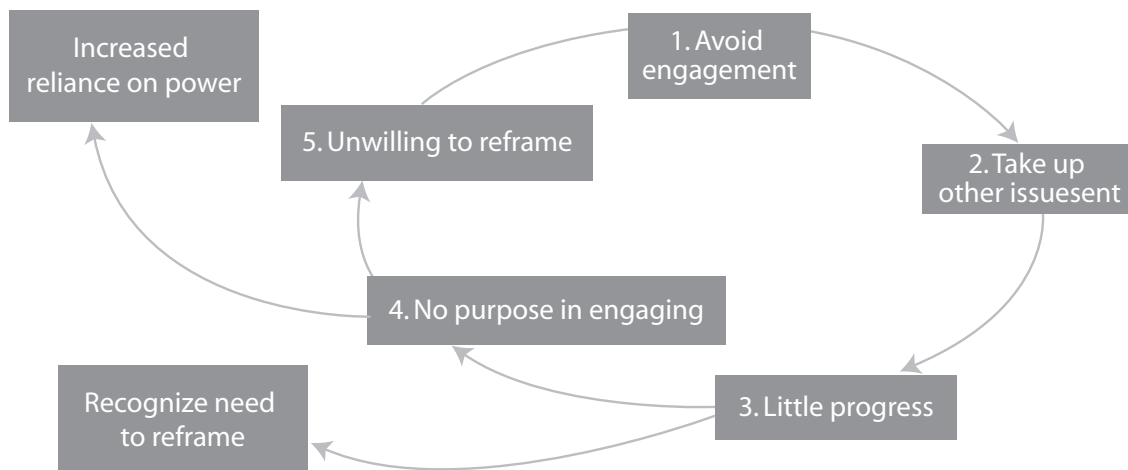 Increased
reliance on power
1. Avoid
engagement
5. Unwilling to reframe
2. Take up
other issuesent
4. No purpose in engaging
3. Little progress
Recognize need
to reframe